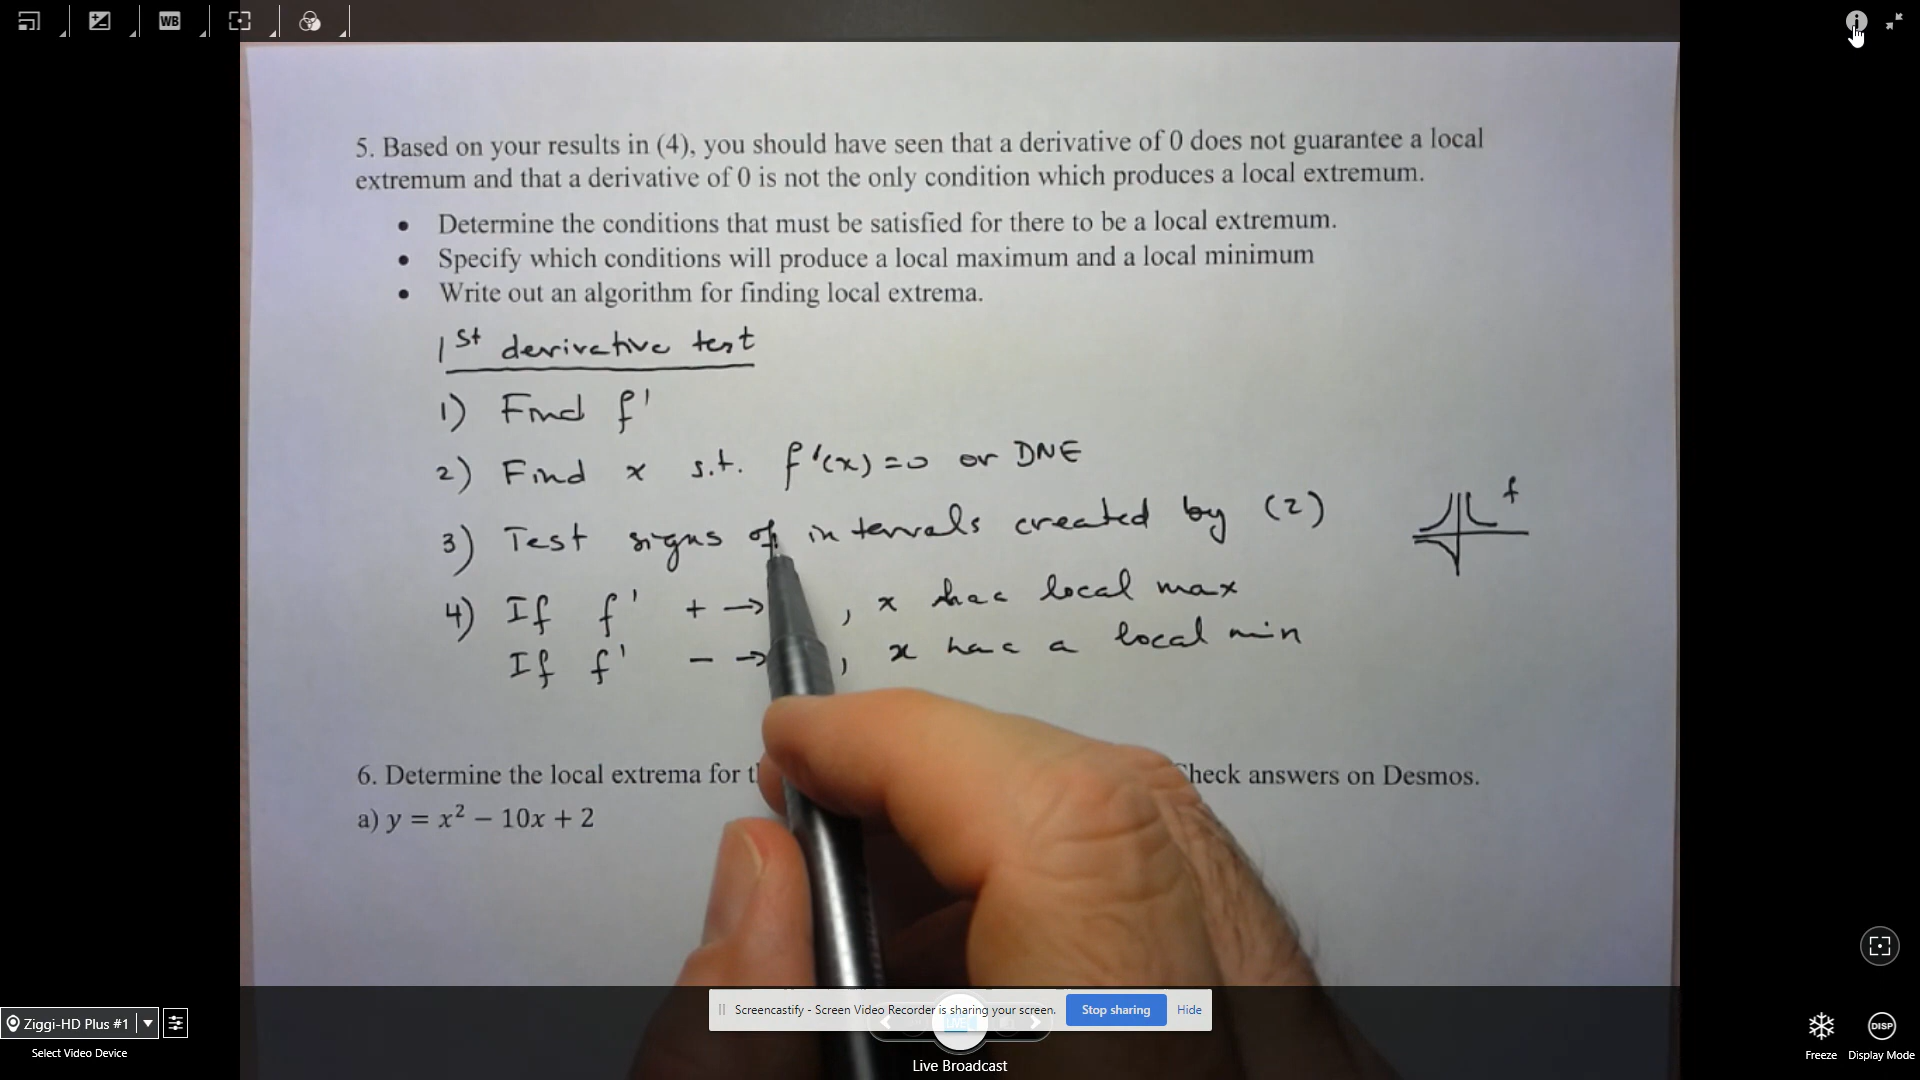 WB
5. Based on your results in (4), you should have seen that a derivative of 0 does not guarantee a local
extremum and that a derivative of 0 is not the only condition which produces a local extremum.
• Determine the conditions that must be satisfied for there to be a local extremum.
• Specify which conditions will produce a local maximum and a local minimum
• Write out an algorithm for finding local extrema.
1st derivative test
1) Find f'
2) Find x s.t. f'(x)=0 or DNE
3) Test signs of intervals created by (2)
f
4) If f' + → , x has local max
If f' - → , x has a local min
6. Determine the local extrema for heck answers on Desmos.
a) y = x² − 10x + 2
Screencastify - Screen Video Recorder is sharing your screen. Stop sharing Hide
Ziggi-HD Plus #1
Select Video Device
Live Broadcast
DISP
Freeze Display Mode